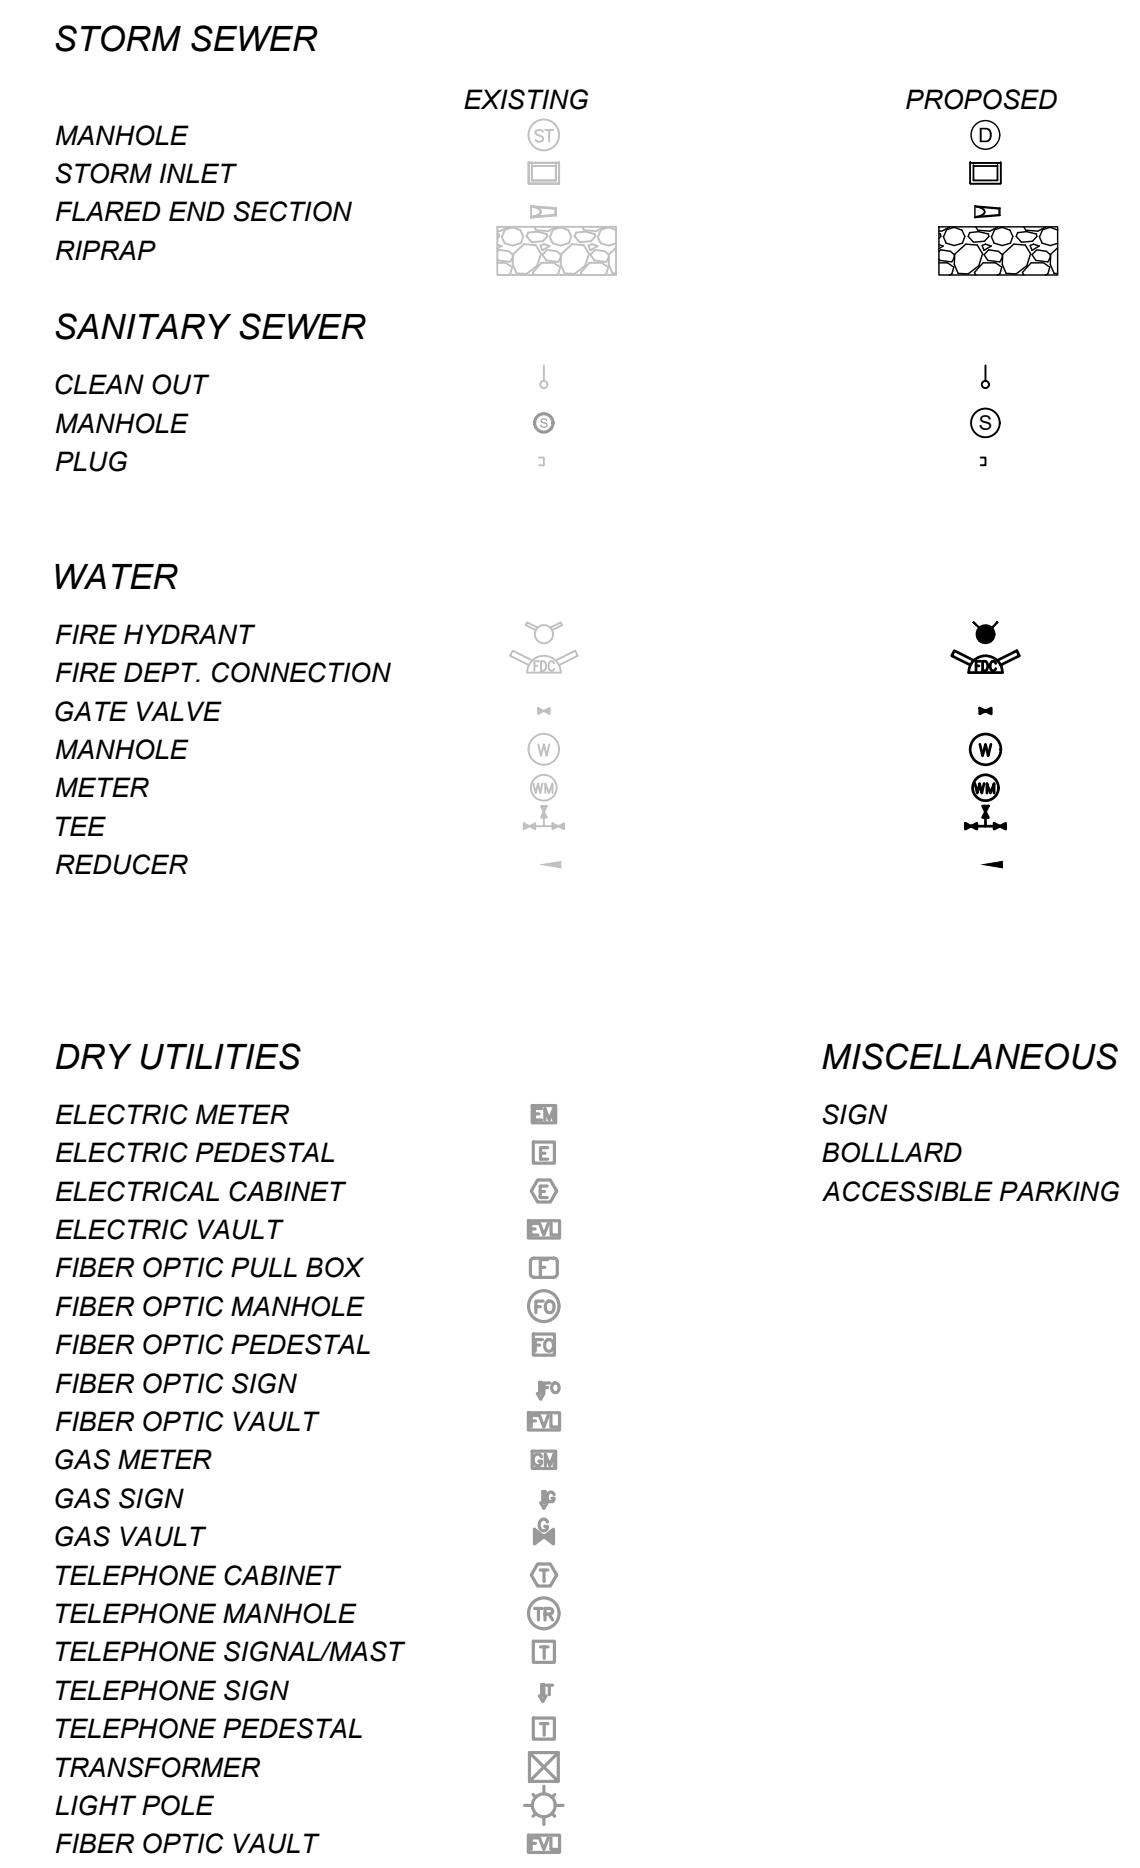 STORM SEWER
EXISTING PROPOSED
MANHOLE ST D
STORM INLET
FLARED END SECTION
RIPRAP
SANITARY SEWER
CLEAN OUT
MANHOLE S S
PLUG
WATER
FIRE HYDRANT
FIRE DEPT. CONNECTION FDC FDC
GATE VALVE
MANHOLE W W
METER WM WM
TEE
REDUCER
DRY UTILITIES
ELECTRIC METER EM
ELECTRIC PEDESTAL E
ELECTRICAL CABINET E
ELECTRIC VAULT EVL
FIBER OPTIC PULL BOX F
FIBER OPTIC MANHOLE FO
FIBER OPTIC PEDESTAL FO
FIBER OPTIC SIGN FO
FIBER OPTIC VAULT FVL
GAS METER GM
GAS SIGN G
GAS VAULT G
TELEPHONE CABINET T
TELEPHONE MANHOLE TR
TELEPHONE SIGNAL/MAST T
TELEPHONE SIGN T
TELEPHONE PEDESTAL T
TRANSFORMER
LIGHT POLE
FIBER OPTIC VAULT FVL
MISCELLANEOUS
SIGN
BOLLLARD
ACCESSIBLE PARKING